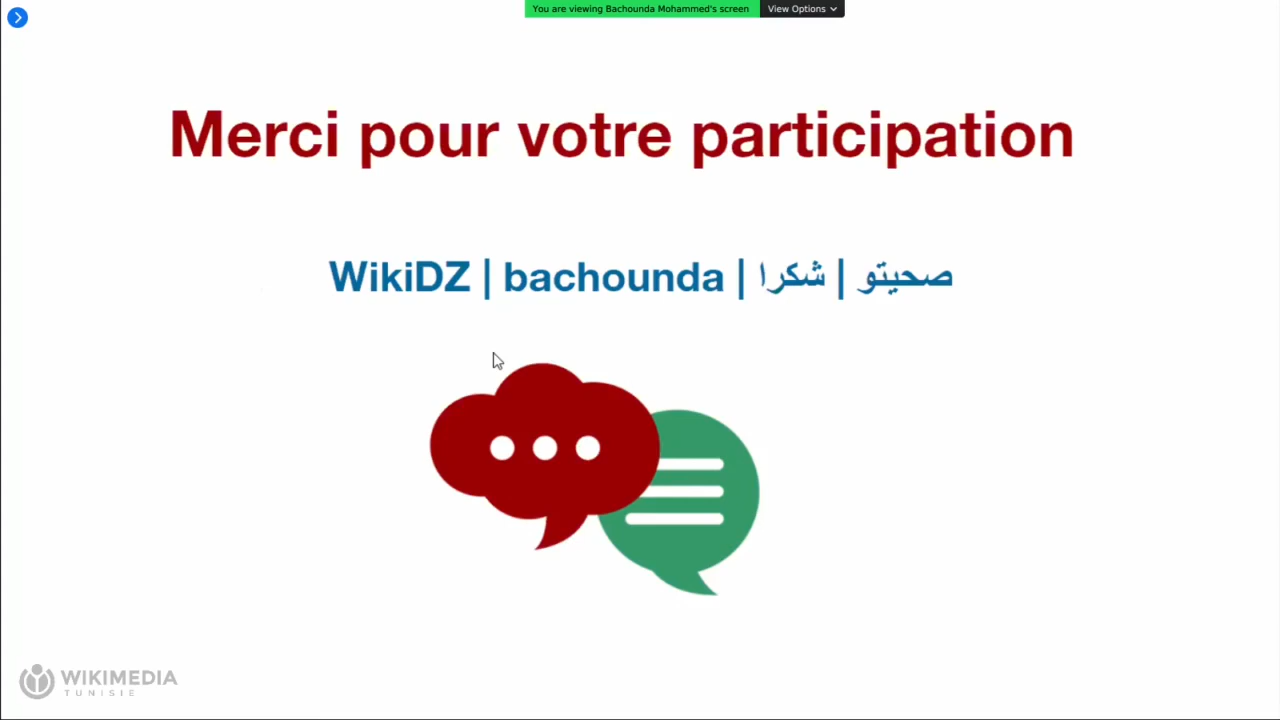 You are viewing Bachounda Mohammed's screen View Options
Merci pour votre participation
WikiDZ | bachounda | شكرا | صحيتو
WIKIMEDIA
TUNISIE